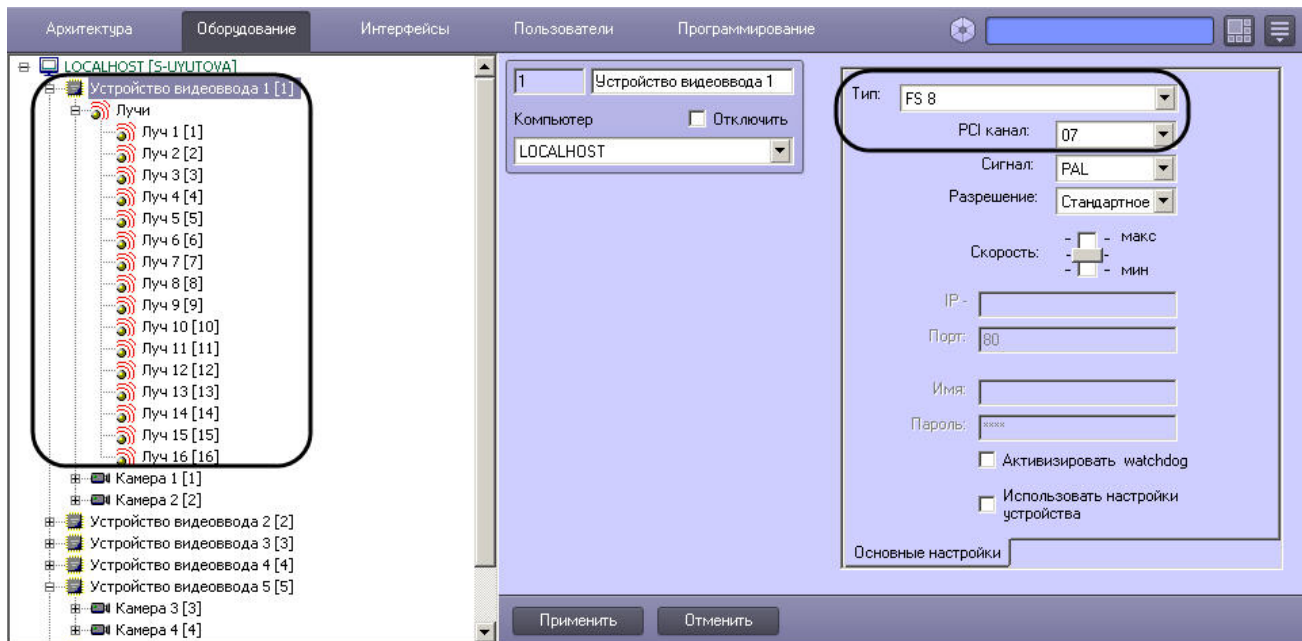 Архитектура Оборудование Интерфейсы Пользователи Программирование
LOCALHOST [S-UYUTOVA]
Устройство видеоввода 1 [1]
Лучи
Луч 1 [1]
Луч 2 [2]
Луч 3 [3]
Луч 4 [4]
Луч 5 [5]
Луч 6 [6]
Луч 7 [7]
Луч 8 [8]
Луч 9 [9]
Луч 10 [10]
Луч 11 [11]
Луч 12 [12]
Луч 13 [13]
Луч 14 [14]
Луч 15 [15]
Луч 16 [16]
Камера 1 [1]
Камера 2 [2]
Устройство видеоввода 2 [2]
Устройство видеоввода 3 [3]
Устройство видеоввода 4 [4]
Устройство видеоввода 5 [5]
Камера 3 [3]
Камера 4 [4]
1 Устройство видеоввода 1
Компьютер Отключить
LOCALHOST
Тип: FS 8
PCI канал: 07
Сигнал: PAL
Разрешение: Стандартное
Скорость: макс
мин
IP -
Порт: 80
Имя:
Пароль: ****
Активизировать watchdog
Использовать настройки
устройства
Основные настройки
Применить Отменить